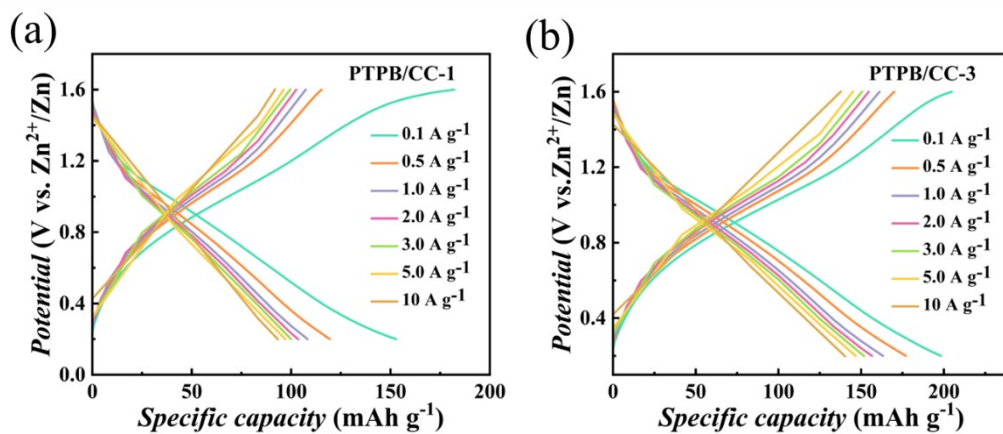 (a)
PTPB/CC-1
0.1 A g-1
0.5 A g-1
1.0 A g-1
2.0 A g-1
3.0 A g-1
5.0 A g-1
10 A g-1
1.6
1.2
0.8
0.4
0.0
0
50
100
150
200
Potential (V vs. Zn2+/Zn)
Specific capacity (mAh g-1)
(b)
PTPB/CC-3
0.1 A g-1
0.5 A g-1
1.0 A g-1
2.0 A g-1
3.0 A g-1
5.0 A g-1
10 A g-1
1.6
1.2
0.8
0.4
0
50
100
150
200
Potential (V vs.Zn2+/Zn)
Specific capacity (mAh g-1)